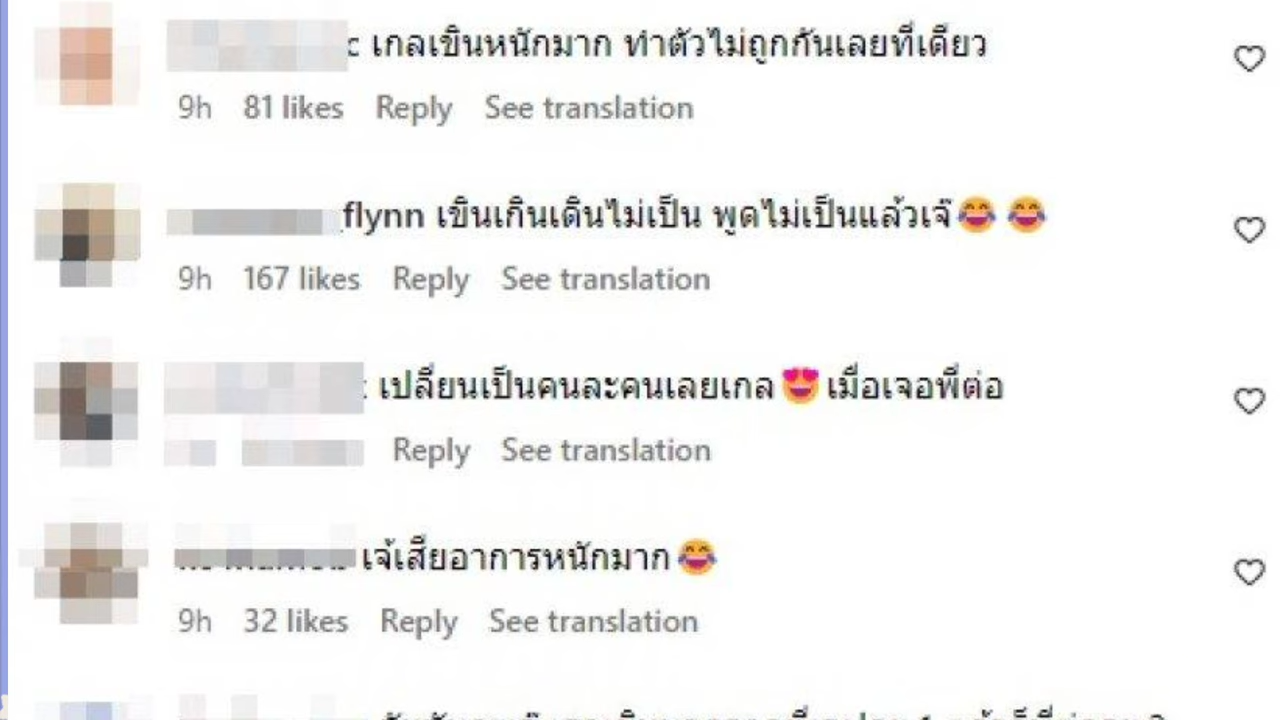 c เกลเขินหนักมาก ทำตัวไม่ถูกกันเลยทีเดียว
9h 81 likes Reply See translation
_flynn เขินเกินเดินไม่เป็น พูดไม่เป็นแล้วเจ๊😂 😂
9h 167 likes Reply See translation
เปลี่ยนเป็นคนละคนเลยเกล😍 เมื่อเจอพี่ต่อ
Reply See translation
เจ้เสียอาการหนักมาก😂
9h 32 likes Reply See translation